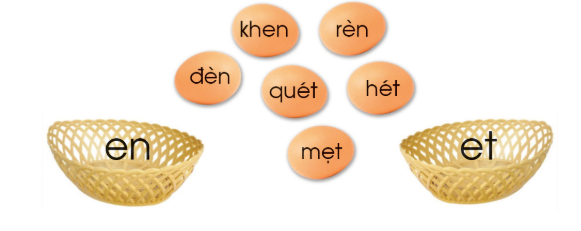 khen rèn
đèn quét hét
mẹt
en et